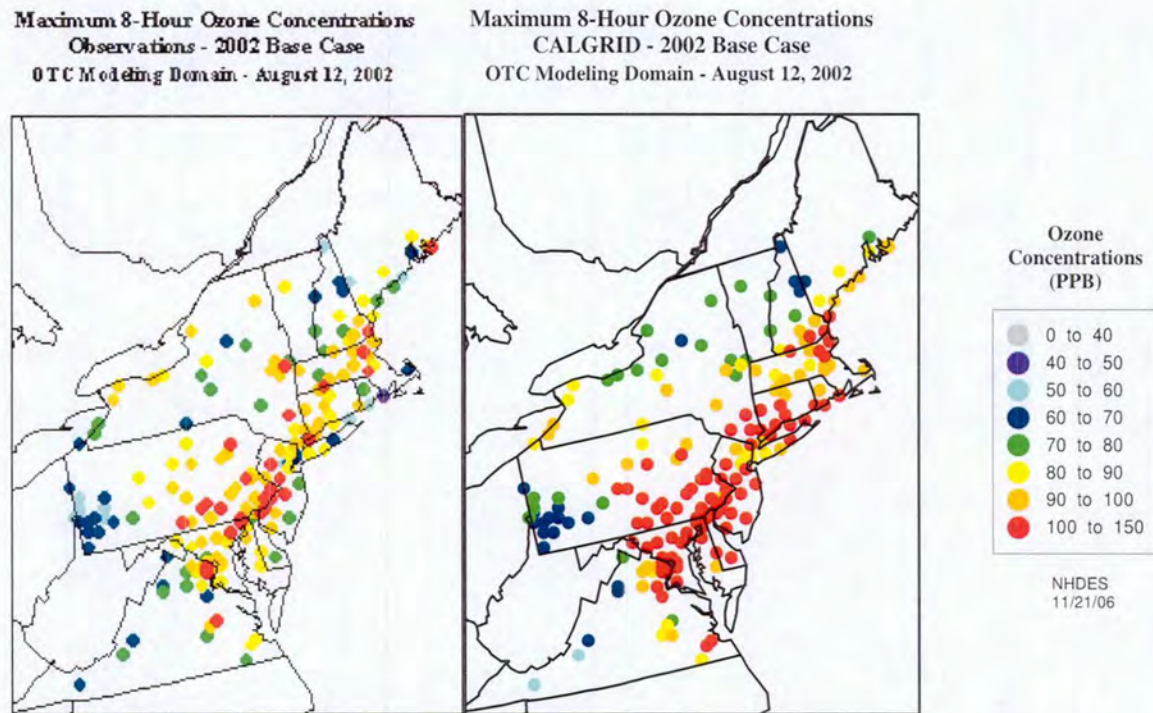 Maximum 8-Hour Ozone Concentrations
Observations - 2002 Base Case
OTC Modeling Domain - August 12, 2002
Maximum 8-Hour Ozone Concentrations
CALGRID - 2002 Base Case
OTC Modeling Domain - August 12, 2002
Ozone
Concentrations
(PPB)
0 to 40
40 to 50
50 to 60
60 to 70
70 to 80
80 to 90
90 to 100
100 to 150
NHDES
11/21/06